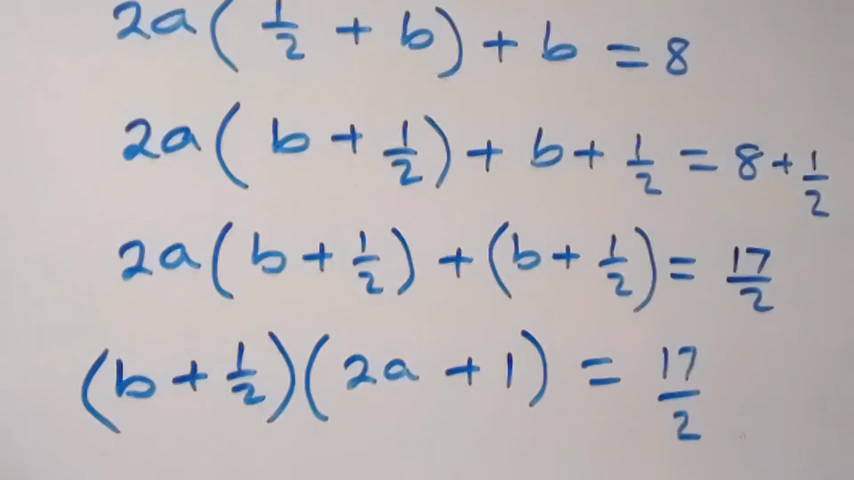 2a(1/2 + b) + b = 8
2a(b + 1/2) + b + 1/2 = 8 + 1/2
2a(b + 1/2) + (b + 1/2) = 17/2
(b + 1/2)(2a + 1) = 17/2